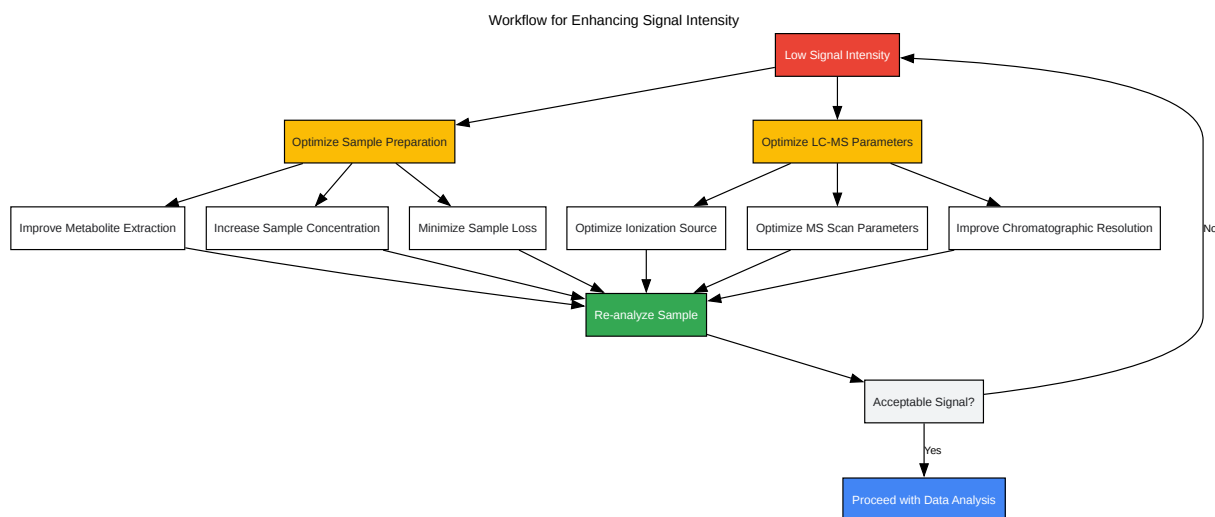 Workflow for Enhancing Signal Intensity
Low Signal Intensity
Optimize Sample Preparation
Optimize LC-MS Parameters
Improve Metabolite Extraction
Increase Sample Concentration
Minimize Sample Loss
Optimize Ionization Source
Optimize MS Scan Parameters
Improve Chromatographic Resolution
No
Re-analyze Sample
Acceptable Signal?
Yes
Proceed with Data Analysis